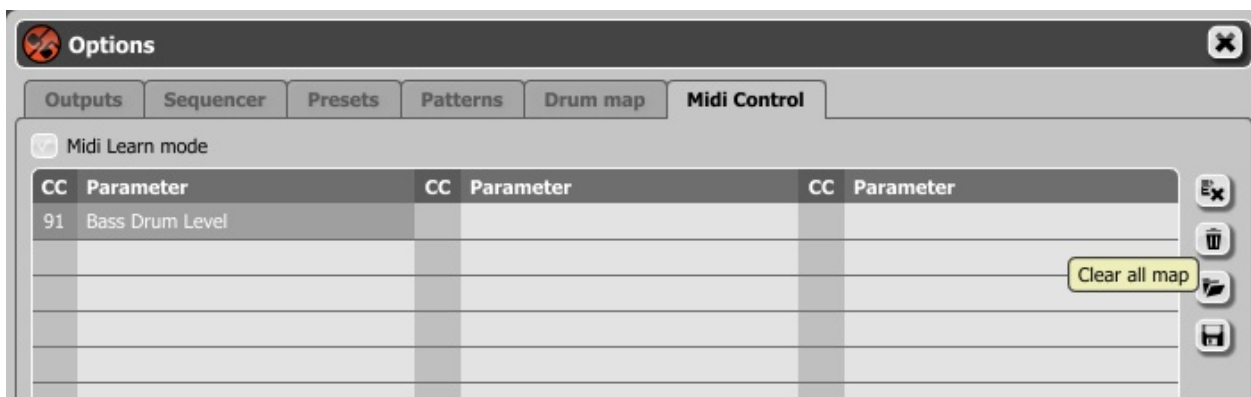 Options
Outputs Sequencer Presets Patterns Drum map Midi Control
Midi Learn mode
CC Parameter CC Parameter CC Parameter
91 Bass Drum Level
Clear all map